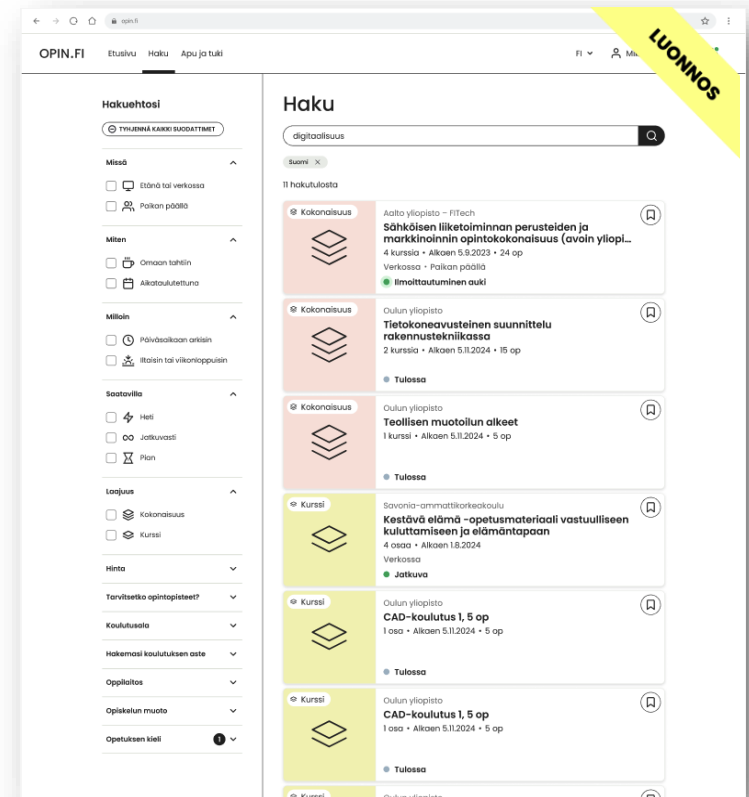 opin.fi
LUONNOS
OPIN.FI
Etusivu Haku Apu ja tuki
FI
Hakuehtosi
TYHJENNÄ KAIKKI SUODATTIMET
Missä
Etänä tai verkossa
Paikan päällä
Miten
Omaan tahtiin
Aikataulutettuna
Milloin
Päiväsaikaan arkisin
Iltaisin tai viikonloppuisin
Saatavilla
Heti
Jatkuvasti
Pian
Laajuus
Kokonaisuus
Kurssi
Hinta
Tarvitsetko opintopisteet?
Koulutusala
Hakemasi koulutuksen aste
Oppilaitos
Opiskelun muoto
Opetuksen kieli 1
Haku
digitaalisuus
Suomi ×
11 hakutulosta
Kokonaisuus
Aalto yliopisto – FITech
Sähköisen liiketoiminnan perusteiden ja
markkinoinnin opintokokonaisuus (avoin yliopi...
4 kurssia • Alkaen 5.9.2023 • 24 op
Verkossa • Paikan päällä
Ilmoittautuminen auki
Kokonaisuus
Oulun yliopisto
Tietokoneavusteinen suunnittelu
rakennustekniikassa
2 kurssia • Alkaen 5.11.2024 • 15 op
Tulossa
Kokonaisuus
Oulun yliopisto
Teollisen muotoilun alkeet
1 kurssi • Alkaen 5.11.2024 • 5 op
Tulossa
Kurssi
Savonia-ammattikorkeakoulu
Kestävä elämä -opetusmateriaali vastuulliseen
kuluttamiseen ja elämäntapaan
4 osaa • Alkaen 1.8.2024
Verkossa
Jatkuva
Kurssi
Oulun yliopisto
CAD-koulutus 1, 5 op
1 osa • Alkaen 5.11.2024 • 5 op
Tulossa
Kurssi
Oulun yliopisto
CAD-koulutus 1, 5 op
1 osa • Alkaen 5.11.2024 • 5 op
Tulossa
Kurssi
Oulun yliopisto